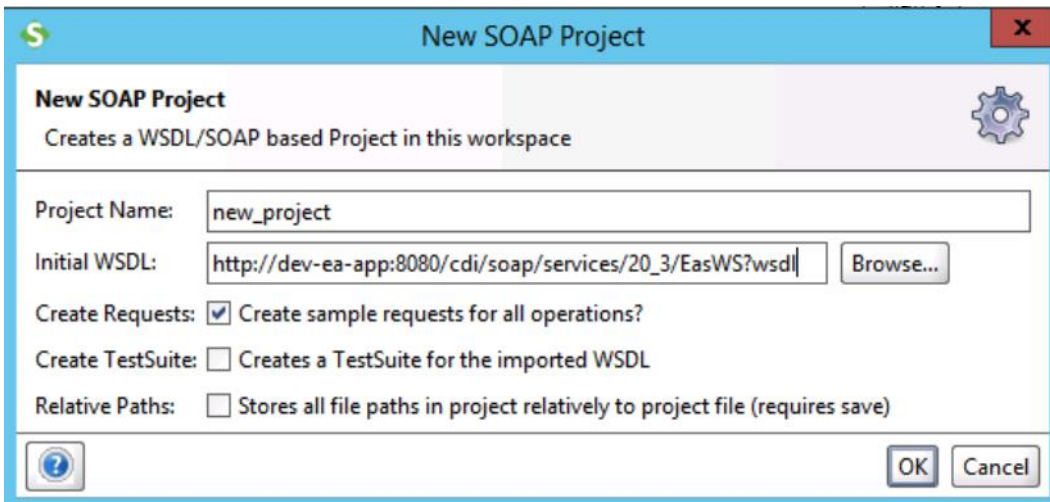 New SOAP Project
X
New SOAP Project
Creates a WSDL/SOAP based Project in this workspace
Project Name: new_project
Initial WSDL: http://dev-ea-app:8080/cdi/soap/services/20_3/EasWS?wsdl Browse...
Create Requests: Create sample requests for all operations?
Create TestSuite: Creates a TestSuite for the imported WSDL
Relative Paths: Stores all file paths in project relatively to project file (requires save)
? OK Cancel